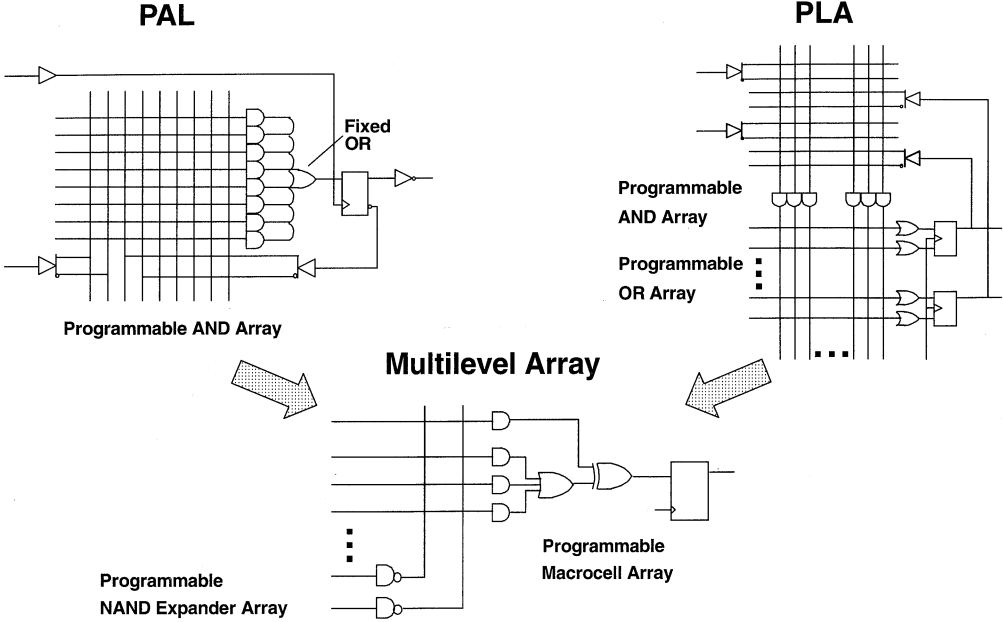 PAL
PLA
Fixed
OR
Programmable
AND Array
Programmable
OR Array
Programmable AND Array
Multilevel Array
Programmable
Macrocell Array
Programmable
NAND Expander Array